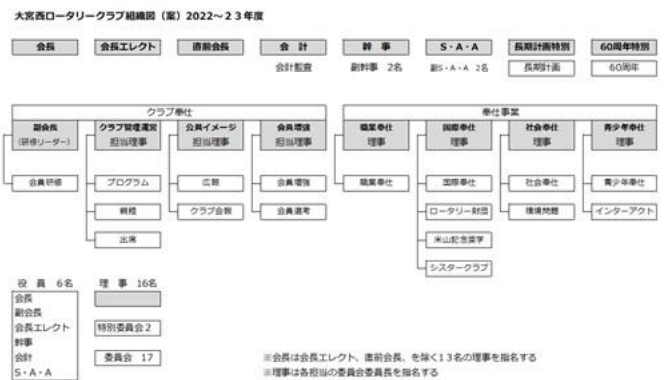 大宮西ロータリークラブ組織図（案）2022～２３年度
会長 会長エレクト 直前会長 会 計 幹 事 Ｓ・Ａ・Ａ 長期計画特別 60周年特別
会計監査 副幹事 2名 副S・A・A 2名 長期計画 60周年
クラブ奉仕 奉仕事業
副会長 クラブ管理運営 公共イメージ 会員増強 職業奉仕 国際奉仕 社会奉仕 青少年奉仕
（研修リーダー） 担当理事 担当理事 担当理事 理事 理事 理事 理事
会員研修 プログラム 広報 会員増強 職業奉仕 国際奉仕 社会奉仕 青少年奉仕
親睦 クラブ会報 会員選考 ロータリー財団 環境問題 インターアクト
出席 米山記念奨学
シスタークラブ
役 員 6名 理 事 16名
会長
副会長
会長エレクト 特別委員会２
幹事
会計 委員会 17
Ｓ・Ａ・Ａ
※会長は会長エレクト、直前会長、を除く１３名の理事を指名する
※理事は各担当の委員会委員長を指名する